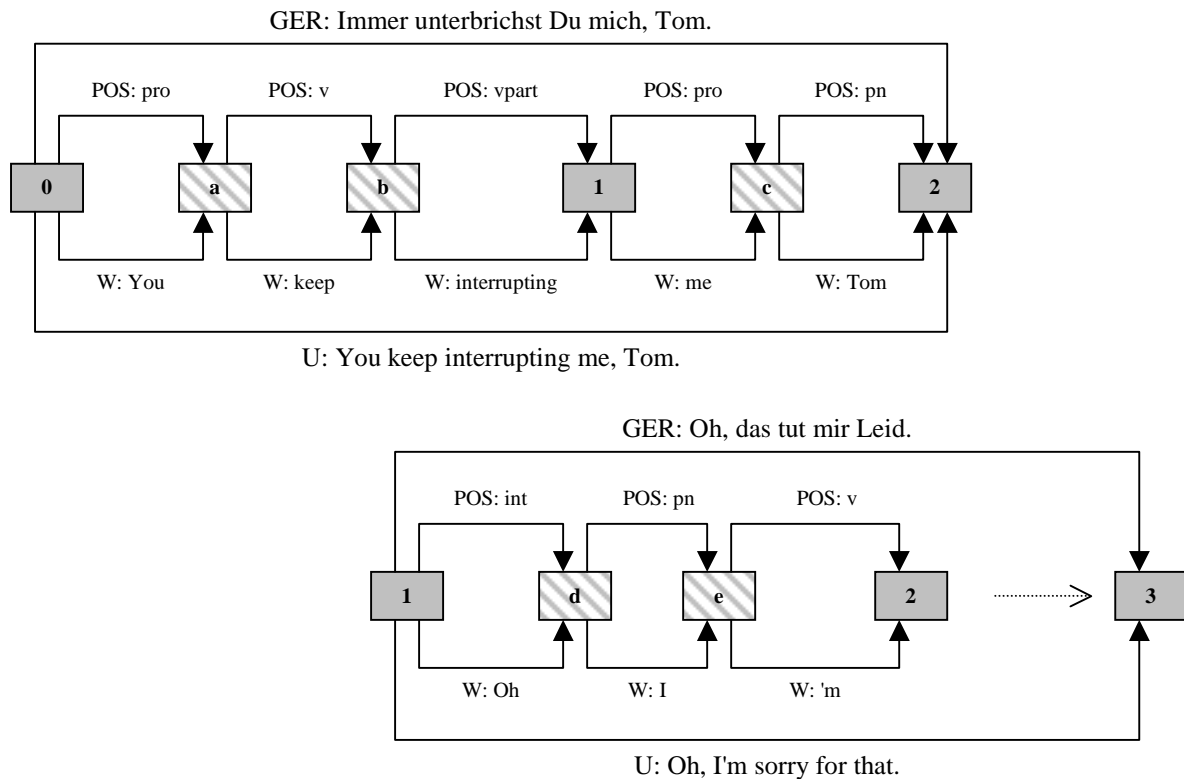 GER: Immer unterbrichst Du mich, Tom.
POS: pro POS: v POS: vpart POS: pro POS: pn
0 a b 1 c 2
W: You W: keep W: interrupting W: me W: Tom
U: You keep interrupting me, Tom.
GER: Oh, das tut mir Leid.
POS: int POS: pn POS: v
1 d e 2 3
W: Oh W: I W: 'm
U: Oh, I'm sorry for that.